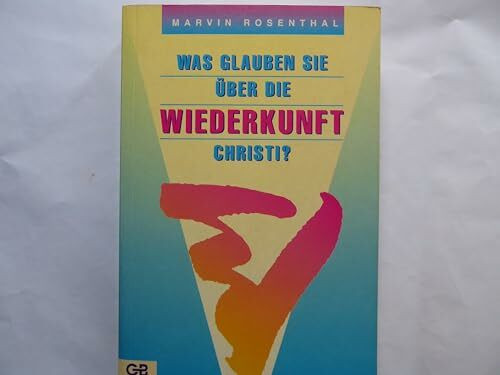 MARVIN ROSENTHAL
WAS GLAUBEN SIE
ÜBER DIE
WIEDERKUNFT
CHRISTI?